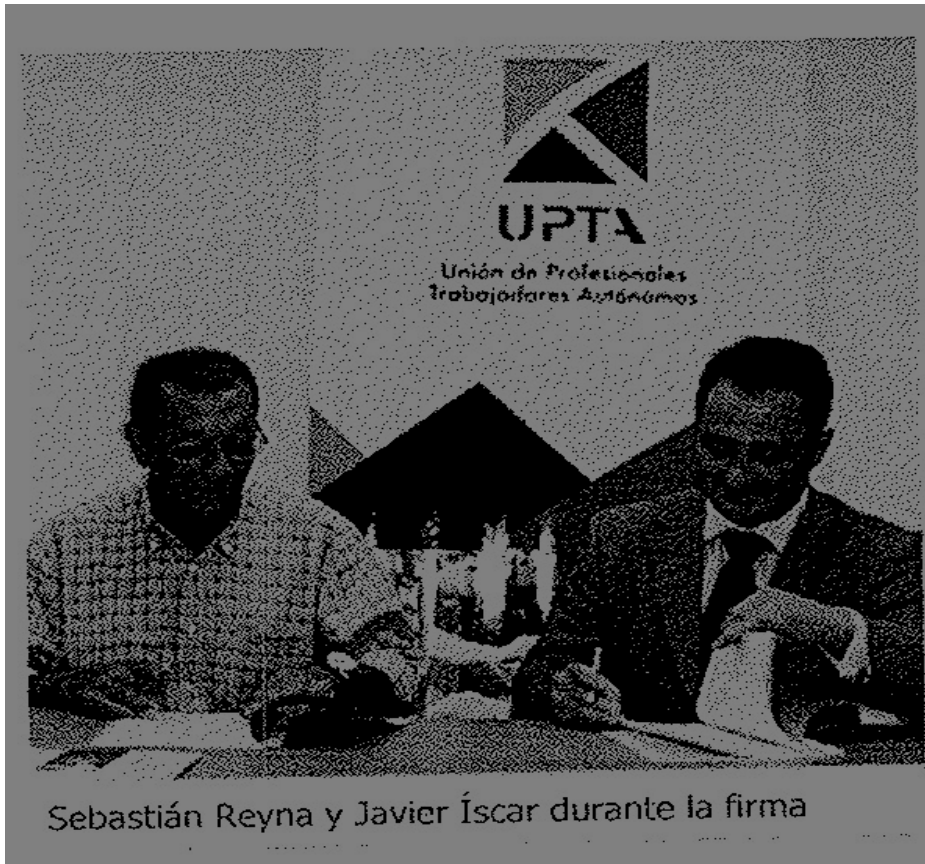 UPTA
Unión de Profesionales
Trabajadores Autónomos
Sebastián Reyna y Javier Íscar durante la firma